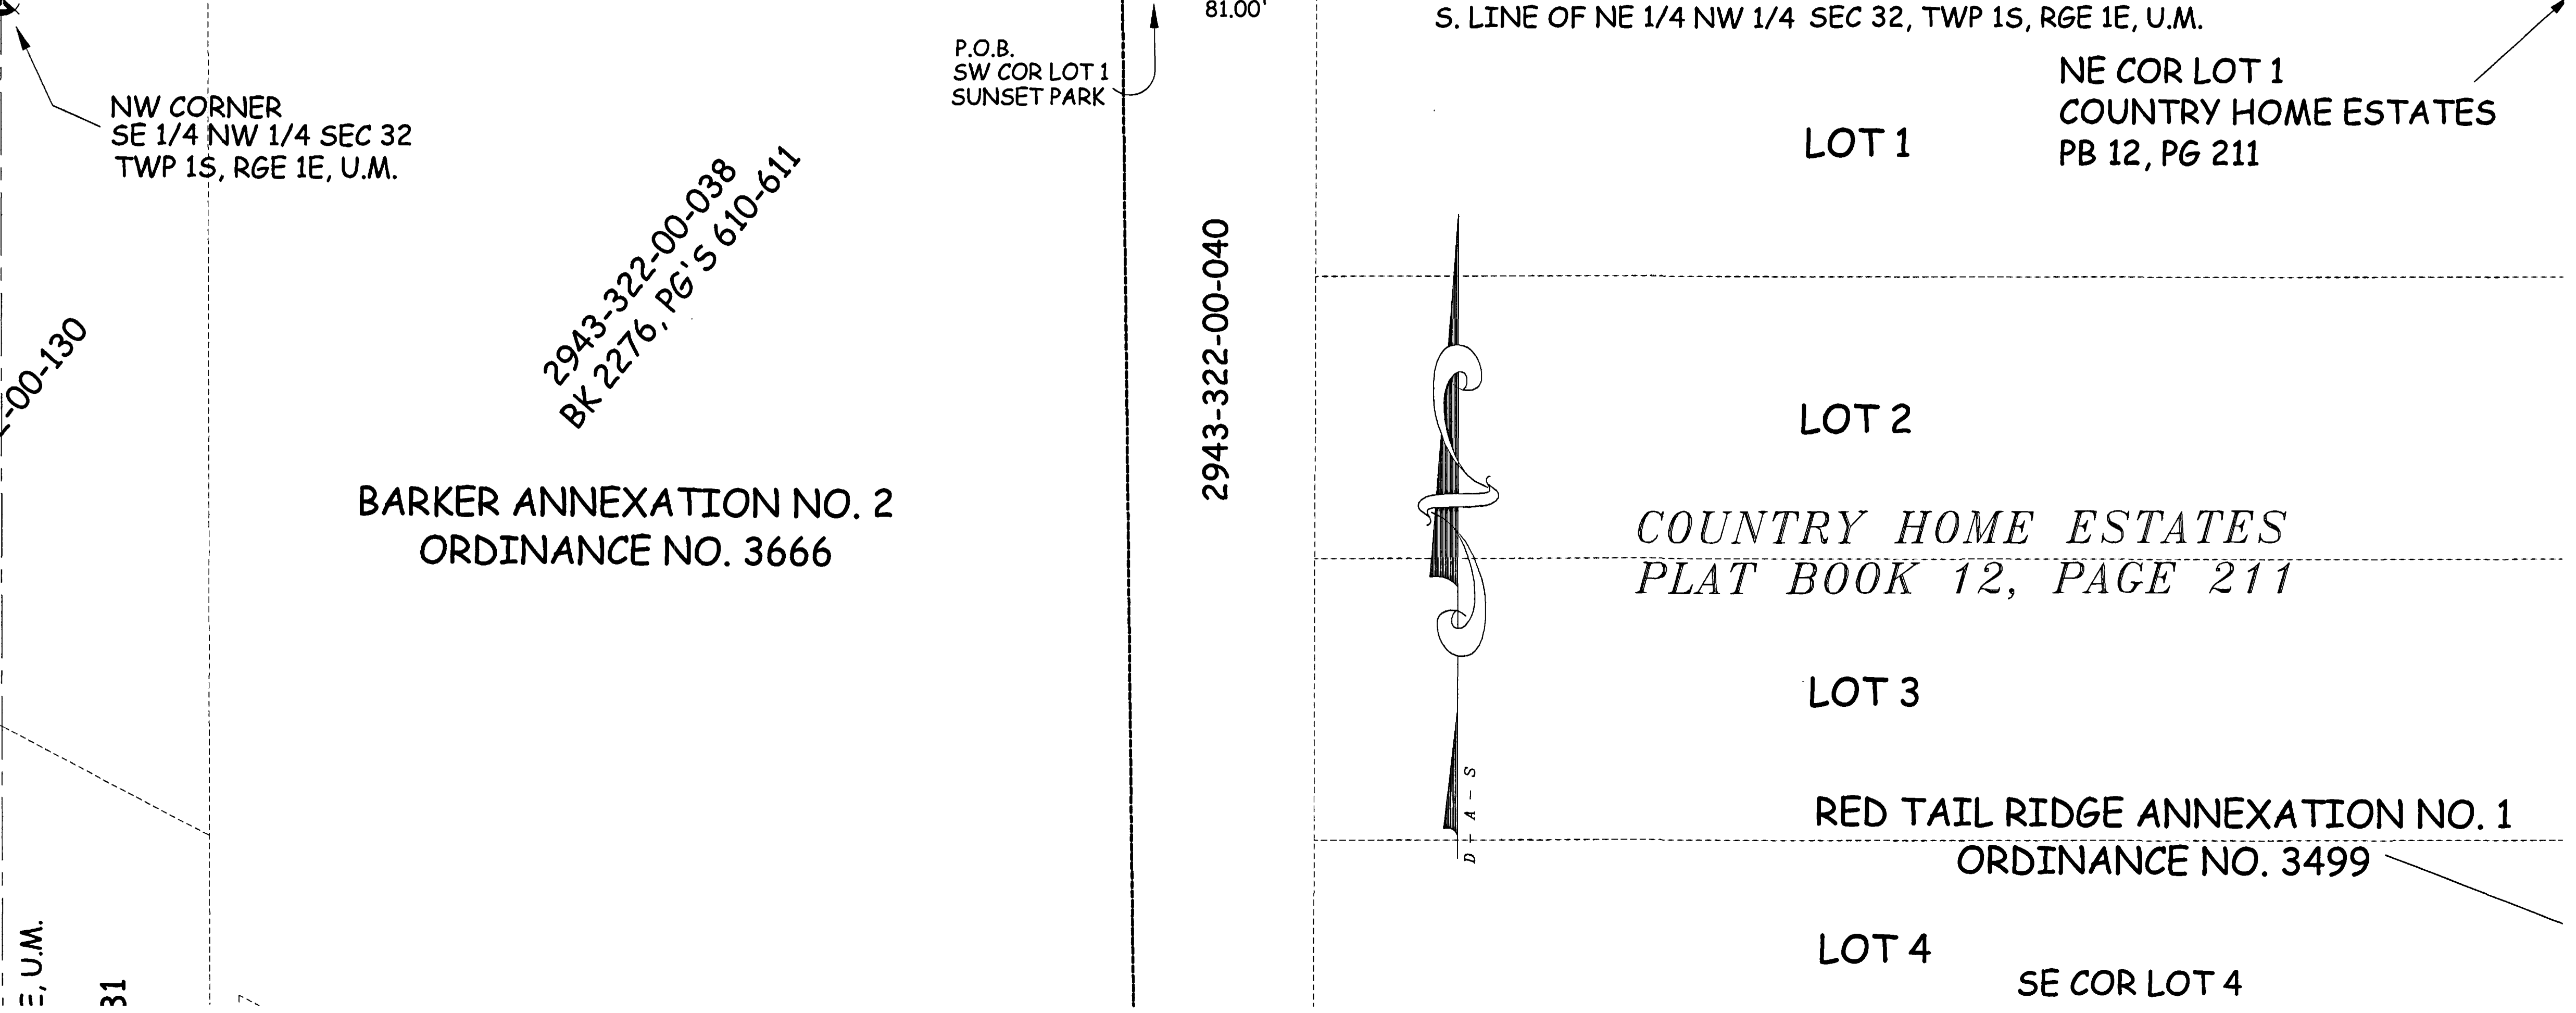 81.00'
S. LINE OF NE 1/4 NW 1/4 SEC 32, TWP 1S, RGE 1E, U.M.
P.O.B.
SW COR LOT 1
SUNSET PARK
NE COR LOT 1
COUNTRY HOME ESTATES
PB 12, PG 211
NW CORNER
SE 1/4 NW 1/4 SEC 32
TWP 1S, RGE 1E, U.M.
LOT 1
2943-322-00-038
BK 2276, PG'S 610-611
2943-322-00-040
-00-130
LOT 2
BARKER ANNEXATION NO. 2
ORDINANCE NO. 3666
COUNTRY HOME ESTATES
PLAT BOOK 12, PAGE 211
LOT 3
D-A-S
RED TAIL RIDGE ANNEXATION NO. 1
ORDINANCE NO. 3499
LOT 4
SE COR LOT 4
E, U.M.
31